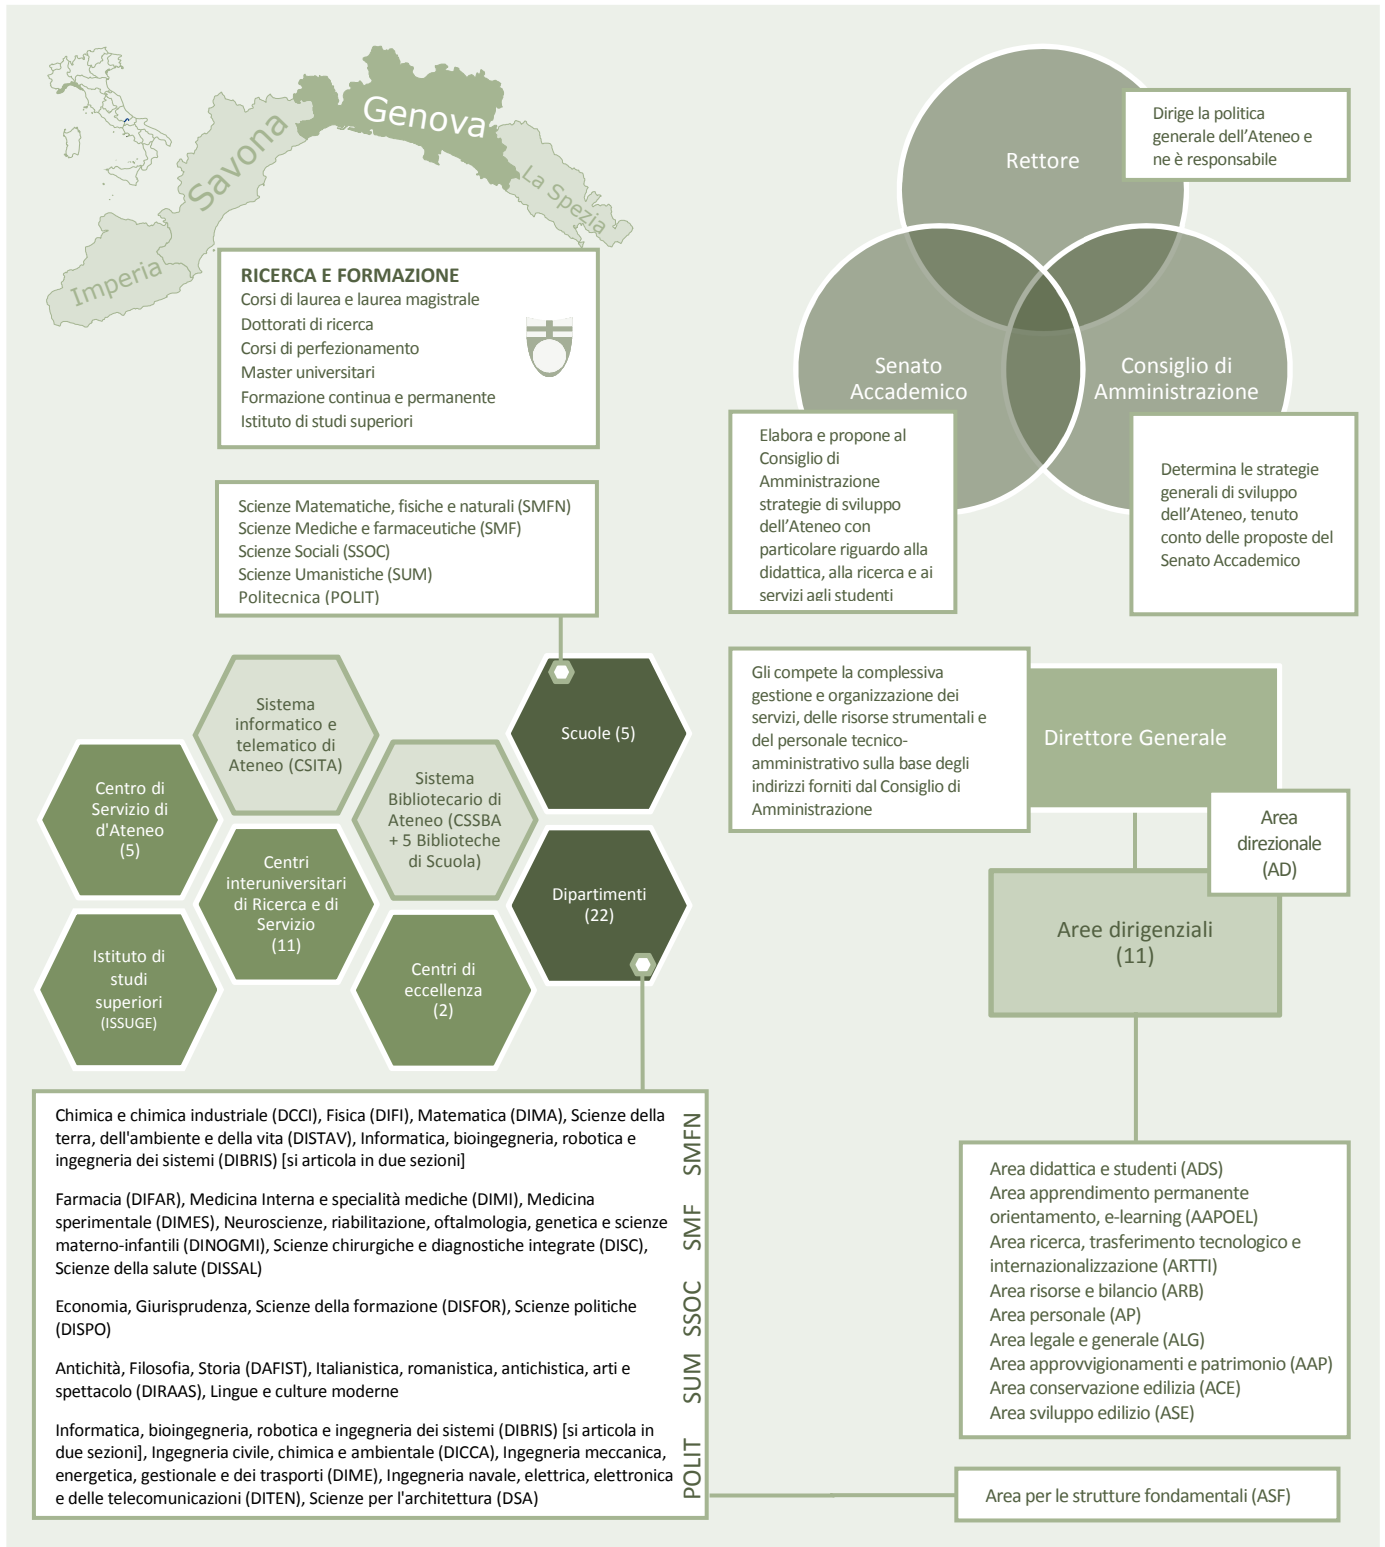 Genova
Savona
La Spezia
Imperia
RICERCA E FORMAZIONE
Corsi di laurea e laurea magistrale
Dottorati di ricerca
Corsi di perfezionamento
Master universitari
Formazione continua e permanente
Istituto di studi superiori
Rettore
Dirige la politica
generale dell'Ateneo e
ne è responsabile
Senato
Accademico
Consiglio di
Amministrazione
Elabora e propone al
Consiglio di
Amministrazione
strategie di sviluppo
dell'Ateneo con
particolare riguardo alla
didattica, alla ricerca e ai
servizi agli studenti
Determina le strategie
generali di sviluppo
dell'Ateneo, tenuto
conto delle proposte del
Senato Accademico
Scienze Matematiche, fisiche e naturali (SMFN)
Scienze Mediche e farmaceutiche (SMF)
Scienze Sociali (SSOC)
Scienze Umanistiche (SUM)
Politecnica (POLIT)
Sistema
informatico e
telematico di
Ateneo (CSITA)
Scuole (5)
Centro di
Servizio di
d'Ateneo
(5)
Sistema
Bibliotecario di
Ateneo (CSSBA
+ 5 Biblioteche
di Scuola)
Centri
interuniversitari
di Ricerca e di
Servizio
(11)
Dipartimenti
(22)
Istituto di
studi
superiori
(ISSUGE)
Centri di
eccellenza
(2)
Gli compete la complessiva
gestione e organizzazione dei
servizi, delle risorse strumentali e
del personale tecnico-
amministrativo sulla base degli
indirizzi forniti dal Consiglio di
Amministrazione
Direttore Generale
Area
direzionale
(AD)
Aree dirigenziali
(11)
Chimica e chimica industriale (DCCI), Fisica (DIFI), Matematica (DIMA), Scienze della
terra, dell'ambiente e della vita (DISTAV), Informatica, bioingegneria, robotica e
ingegneria dei sistemi (DIBRIS) [si articola in due sezioni]
SMFN
Farmacia (DIFAR), Medicina Interna e specialità mediche (DIMI), Medicina
sperimentale (DIMES), Neuroscienze, riabilitazione, oftalmologia, genetica e scienze
materno-infantili (DINOGMI), Scienze chirurgiche e diagnostiche integrate (DISC),
Scienze della salute (DISSAL)
SMF
Economia, Giurisprudenza, Scienze della formazione (DISFOR), Scienze politiche
(DISPO)
SSOC
Antichità, Filosofia, Storia (DAFIST), Italianistica, romanistica, antichistica, arti e
spettacolo (DIRAAS), Lingue e culture moderne
SUM
Informatica, bioingegneria, robotica e ingegneria dei sistemi (DIBRIS) [si articola in
due sezioni], Ingegneria civile, chimica e ambientale (DICCA), Ingegneria meccanica,
energetica, gestionale e dei trasporti (DIME), Ingegneria navale, elettrica, elettronica
e delle telecomunicazioni (DITEN), Scienze per l'architettura (DSA)
POLIT
Area didattica e studenti (ADS)
Area apprendimento permanente
orientamento, e-learning (AAPOEL)
Area ricerca, trasferimento tecnologico e
internazionalizzazione (ARTTI)
Area risorse e bilancio (ARB)
Area personale (AP)
Area legale e generale (ALG)
Area approvvigionamenti e patrimonio (AAP)
Area conservazione edilizia (ACE)
Area sviluppo edilizio (ASE)
Area per le strutture fondamentali (ASF)